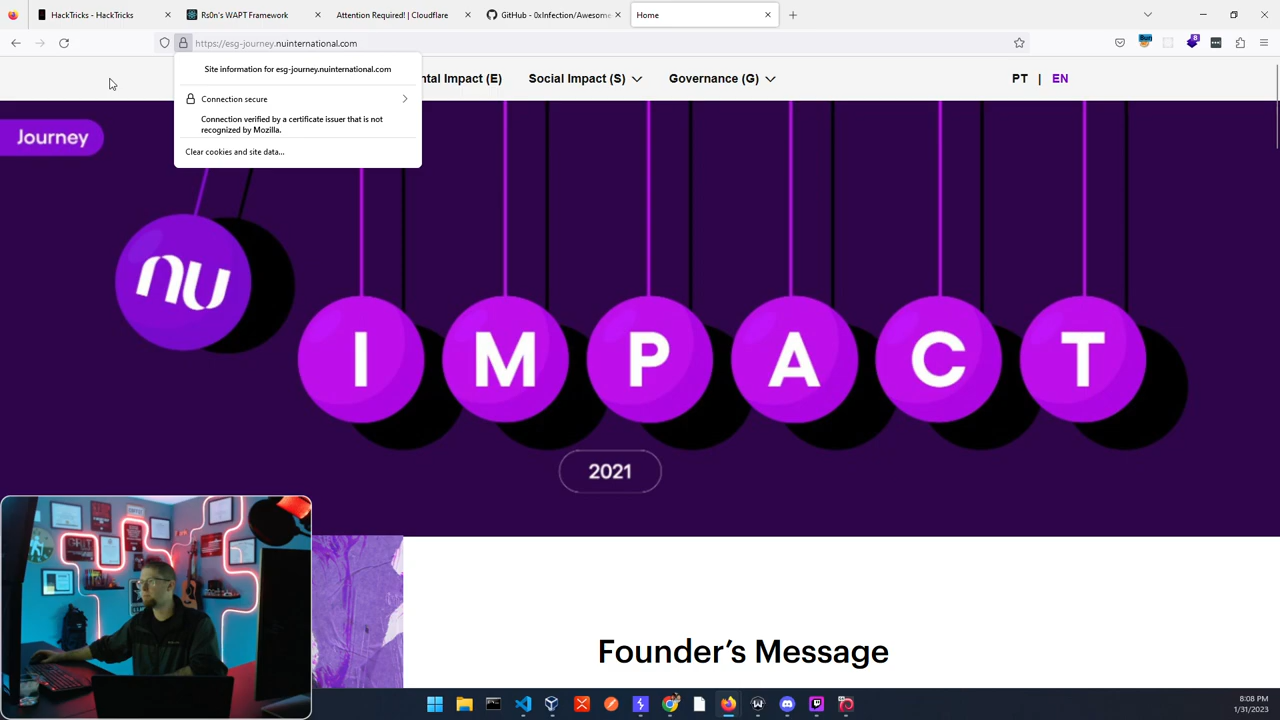 HackTricks - HackTricks
Rs0n's WAPT Framework
Attention Required! | Cloudflare
GitHub - 0xInfection/Awesome
Home
https://esg-journey.nuinternational.com
Site information for esg-journey.nuinternational.com
Connection secure
Connection verified by a certificate issuer that is not
recognized by Mozilla.
Clear cookies and site data...
ntal Impact (E)
Social Impact (S)
Governance (G)
PT | EN
Journey
nu
IMPACT
2021
Founder's Message
8:08 PM
1/31/2023